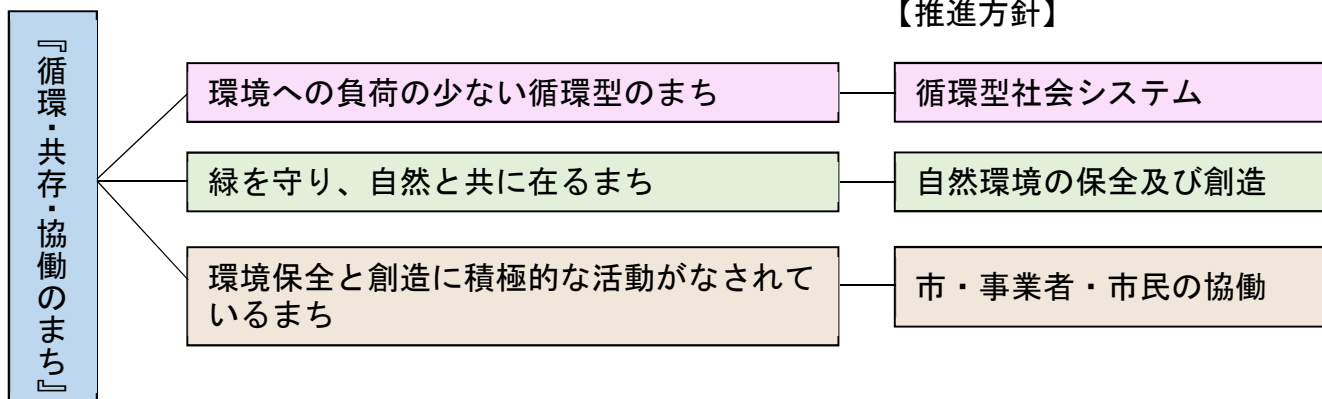 【推進方針】
『循環・共存・協働のまち』
環境への負荷の少ない循環型のまち
循環型社会システム
緑を守り、自然と共に在るまち
自然環境の保全及び創造
環境保全と創造に積極的な活動がなされて
いるまち
市・事業者・市民の協働